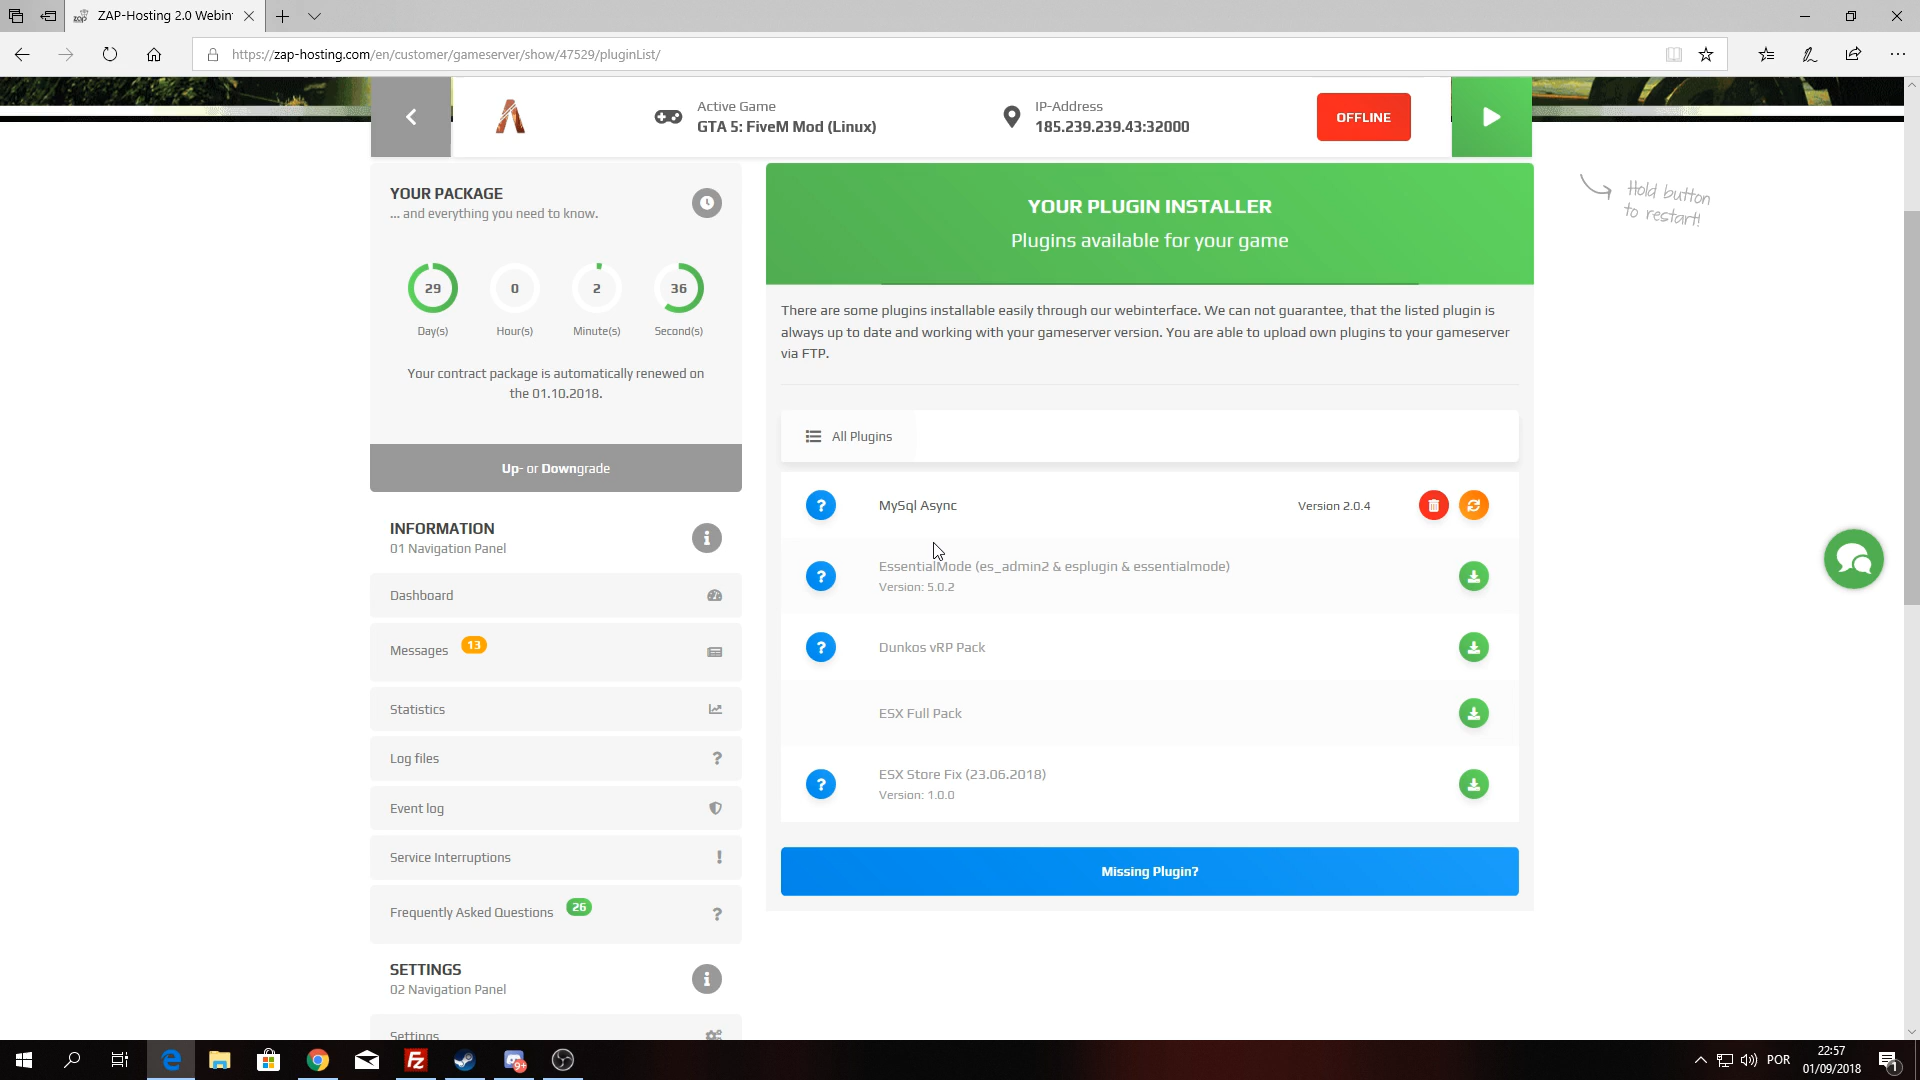 ZAP-Hosting 2.0 Webin
https://zap-hosting.com/en/customer/gameserver/show/47529/pluginList/
Active Game
GTA 5: FiveM Mod (Linux)
IP-Address
185.239.239.43:32000
OFFLINE
Hold button
to restart!
YOUR PACKAGE
... and everything you need to know.
29
0
2
36
Day(s)
Hour(s)
Minute(s)
Second(s)
Your contract package is automatically renewed on
the 01.10.2018.
Up- or Downgrade
INFORMATION
01 Navigation Panel
Dashboard
Messages 13
Statistics
Log files
Event log
Service Interruptions
Frequently Asked Questions 26
SETTINGS
02 Navigation Panel
Settings
YOUR PLUGIN INSTALLER
Plugins available for your game
There are some plugins installable easily through our webinterface. We can not guarantee, that the listed plugin is
always up to date and working with your gameserver version. You are able to upload own plugins to your gameserver
via FTP.
All Plugins
MySql Async
Version 2.0.4
EssentialMode (es_admin2 & esplugin & essentialmode)
Version: 5.0.2
Dunkos vRP Pack
ESX Full Pack
ESX Store Fix (23.06.2018)
Version: 1.0.0
Missing Plugin?
POR
22:57
01/09/2018
1